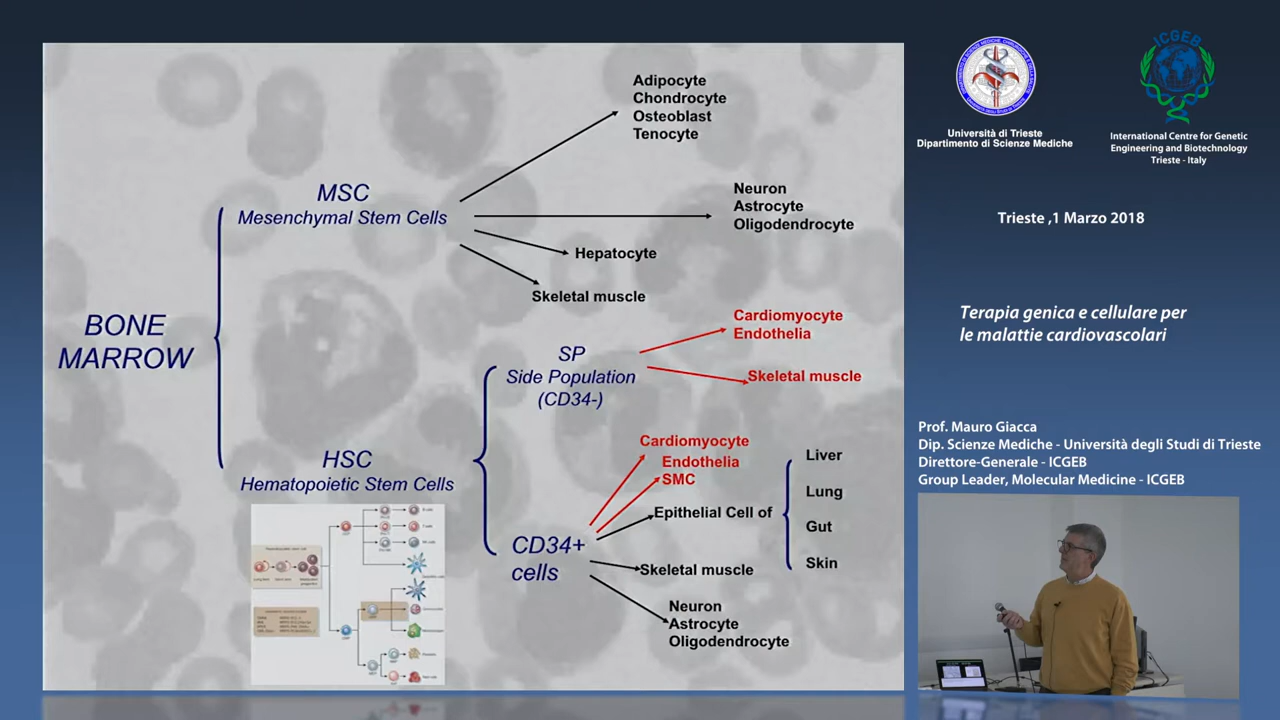 Adipocyte
Chondrocyte
Osteoblast
Tenocyte
MSC
Mesenchymal Stem Cells
Neuron
Astrocyte
Oligodendrocyte
Hepatocyte
Skeletal muscle
BONE
MARROW
Cardiomyocyte
Endothelia
SP
Side Population
(CD34-)
Skeletal muscle
HSC
Hematopoietic Stem Cells
Cardiomyocyte
Endothelia
SMC
Epithelial Cell of
Liver
Lung
Gut
Skin
CD34+
cells
Skeletal muscle
Neuron
Astrocyte
Oligodendrocyte
ICGEB
Università di Trieste
Dipartimento di Scienze Mediche
International Centre for Genetic
Engineering and Biotechnology
Trieste - Italy
Trieste ,1 Marzo 2018
Terapia genica e cellulare per
le malattie cardiovascolari
Prof. Mauro Giacca
Dip. Scienze Mediche - Università degli Studi di Trieste
Direttore-Generale - ICGEB
Group Leader, Molecular Medicine - ICGEB